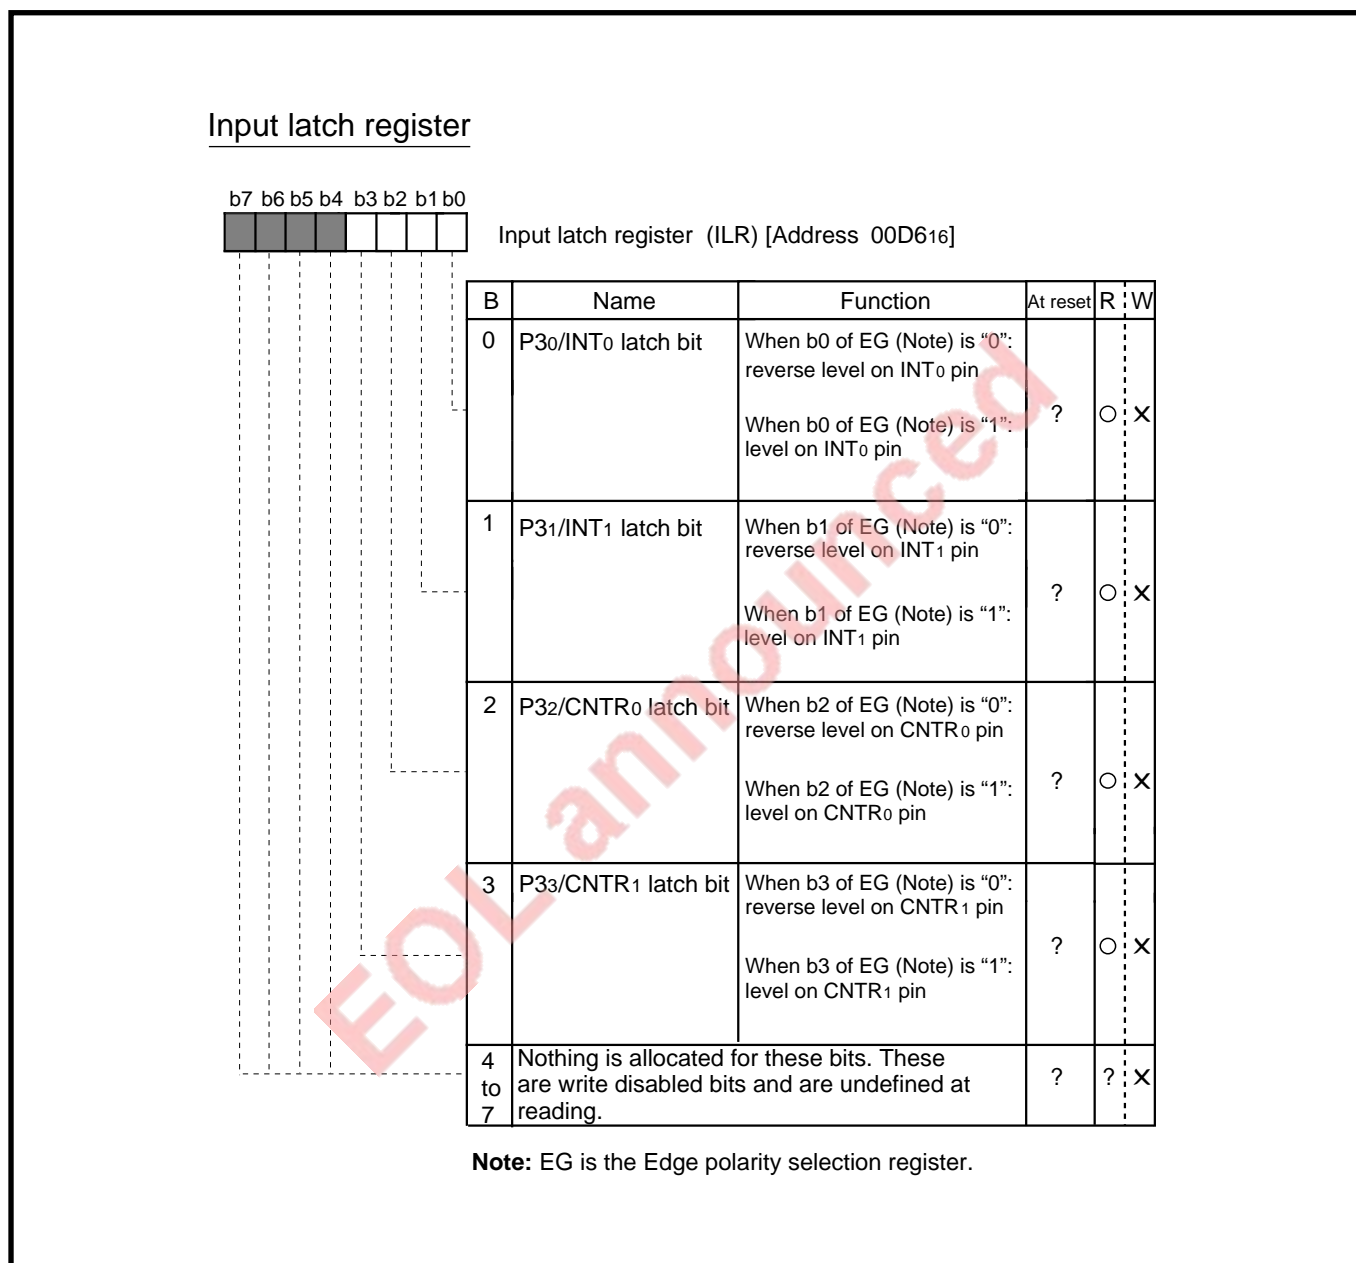 Input latch register
b7 b6 b5 b4 b3 b2 b1 b0
Input latch register (ILR) [Address 00D616]
B Name Function At reset R W
0 P30/INT0 latch bit When b0 of EG (Note) is “0”:
reverse level on INT0 pin
When b0 of EG (Note) is “1”:
level on INT0 pin
? ○ ×
1 P31/INT1 latch bit When b1 of EG (Note) is “0”:
reverse level on INT1 pin
When b1 of EG (Note) is “1”:
level on INT1 pin
? ○ ×
2 P32/CNTR0 latch bit When b2 of EG (Note) is “0”:
reverse level on CNTR0 pin
When b2 of EG (Note) is “1”:
level on CNTR0 pin
? ○ ×
3 P33/CNTR1 latch bit When b3 of EG (Note) is “0”:
reverse level on CNTR1 pin
When b3 of EG (Note) is “1”:
level on CNTR1 pin
? ○ ×
4 to 7 Nothing is allocated for these bits. These
are write disabled bits and are undefined at
reading.
? ? ×
Note: EG is the Edge polarity selection register.
EOL announced